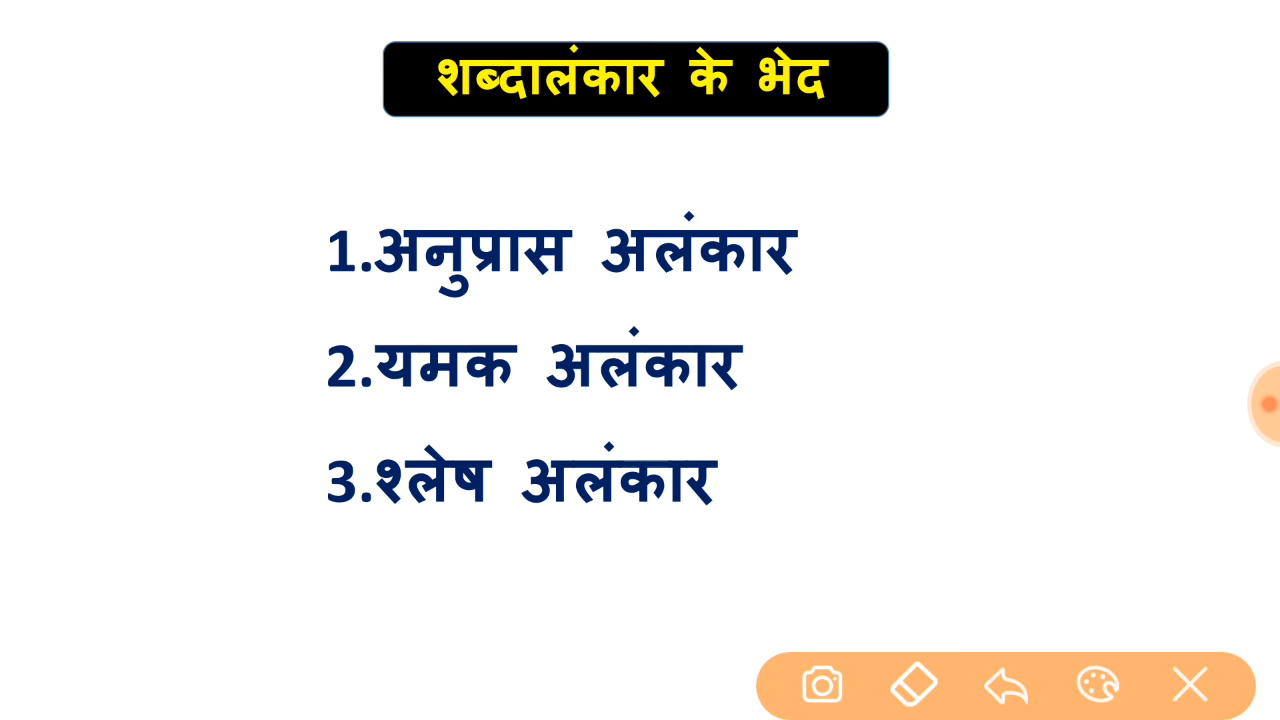 शब्दालंकार के भेद
1.अनुप्रास अलंकार
2.यमक अलंकार
3.श्लेष अलंकार